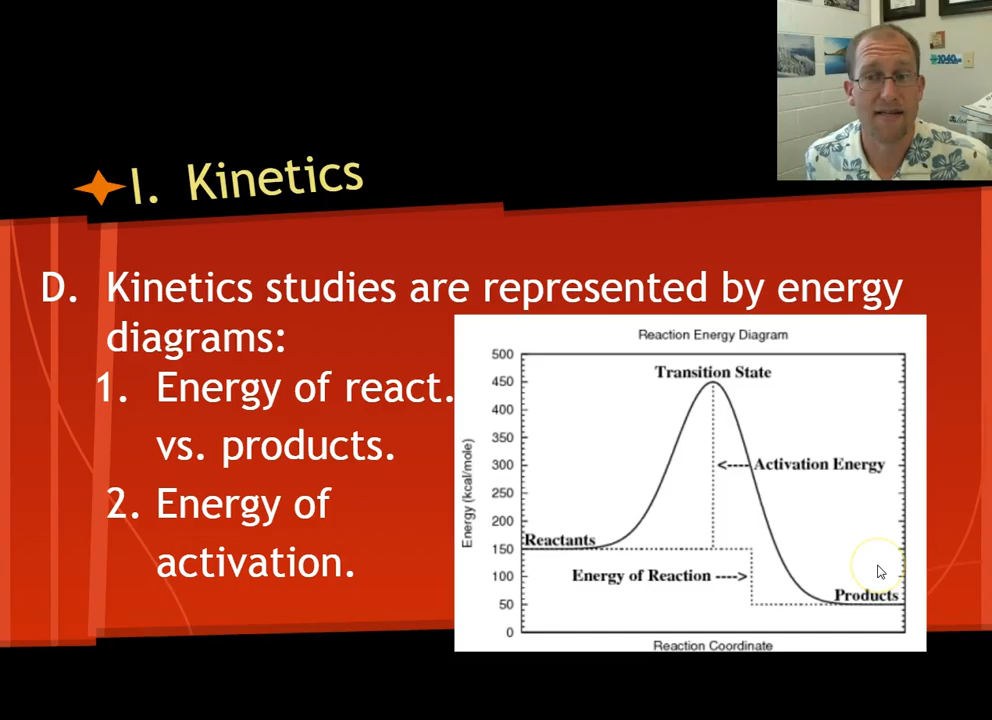 1040
I. Kinetics
D. Kinetics studies are represented by energy
diagrams:
1. Energy of react.
vs. products.
2. Energy of
activation.
Reaction Energy Diagram
500
450
400
350
300
250
200
150
100
50
0
Energy (kcal/mole)
Transition State
<---- Activation Energy
Reactants
Energy of Reaction ---->
Products
Reaction Coordinate